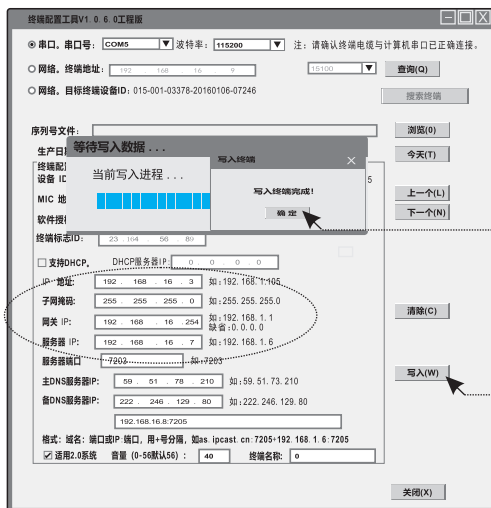 终端配置工具V1.0.6.0工程版
串口。串口号: COM5 波特率: 115200 注: 请确认终端电缆与计算机串口已正确连接。
网络。终端地址: 192 . 168 . 16 . 9 15100 查询(Q)
网络。目标终端设备ID: 015-001-03378-20160106-07246 搜索终端
序列号文件: 浏览(0)
生产日 今天(T)
等待写入数据 . . .
当前写入进程 . . .
写入终端
写入终端完成!
确 定
终端配
设备 ID 5
MIC 地 上一个(L)
软件授 下一个(N)
终端标志ID: 23 .104 . 56 . 80
支持DHCP。 DHCP服务器IP: 0 . 0 . 0 . 0
IP 地址: 192 . 168 . 16 . 3 如:192.168.1.105
子网掩码: 255 . 255 . 255 . 0 如:255.255.255.0
网关 IP: 192 . 168 . 16 .254 如:192.168.1.1
缺省:0.0.0.0
清除(C)
服务器 IP: 192 . 168 . 16 . 7 如:192.168.1.6
服务器端口 7203 如:7203
主DNS服务器IP: 59 . 51 . 78 . 210 如:59.51.73.210
写入(W)
备DNS服务器IP: 222 . 246 . 129 . 80 如:222.246.129.80
192.168.16.8:7205
格式: 域名: 端口或IP:端口, 用+号分隔, 如as.ipcast.cn:7205+192.168.1.6:7205
适用2.0系统 音量 (0-56默认56) : 40 终端名称: 0
关闭(X)